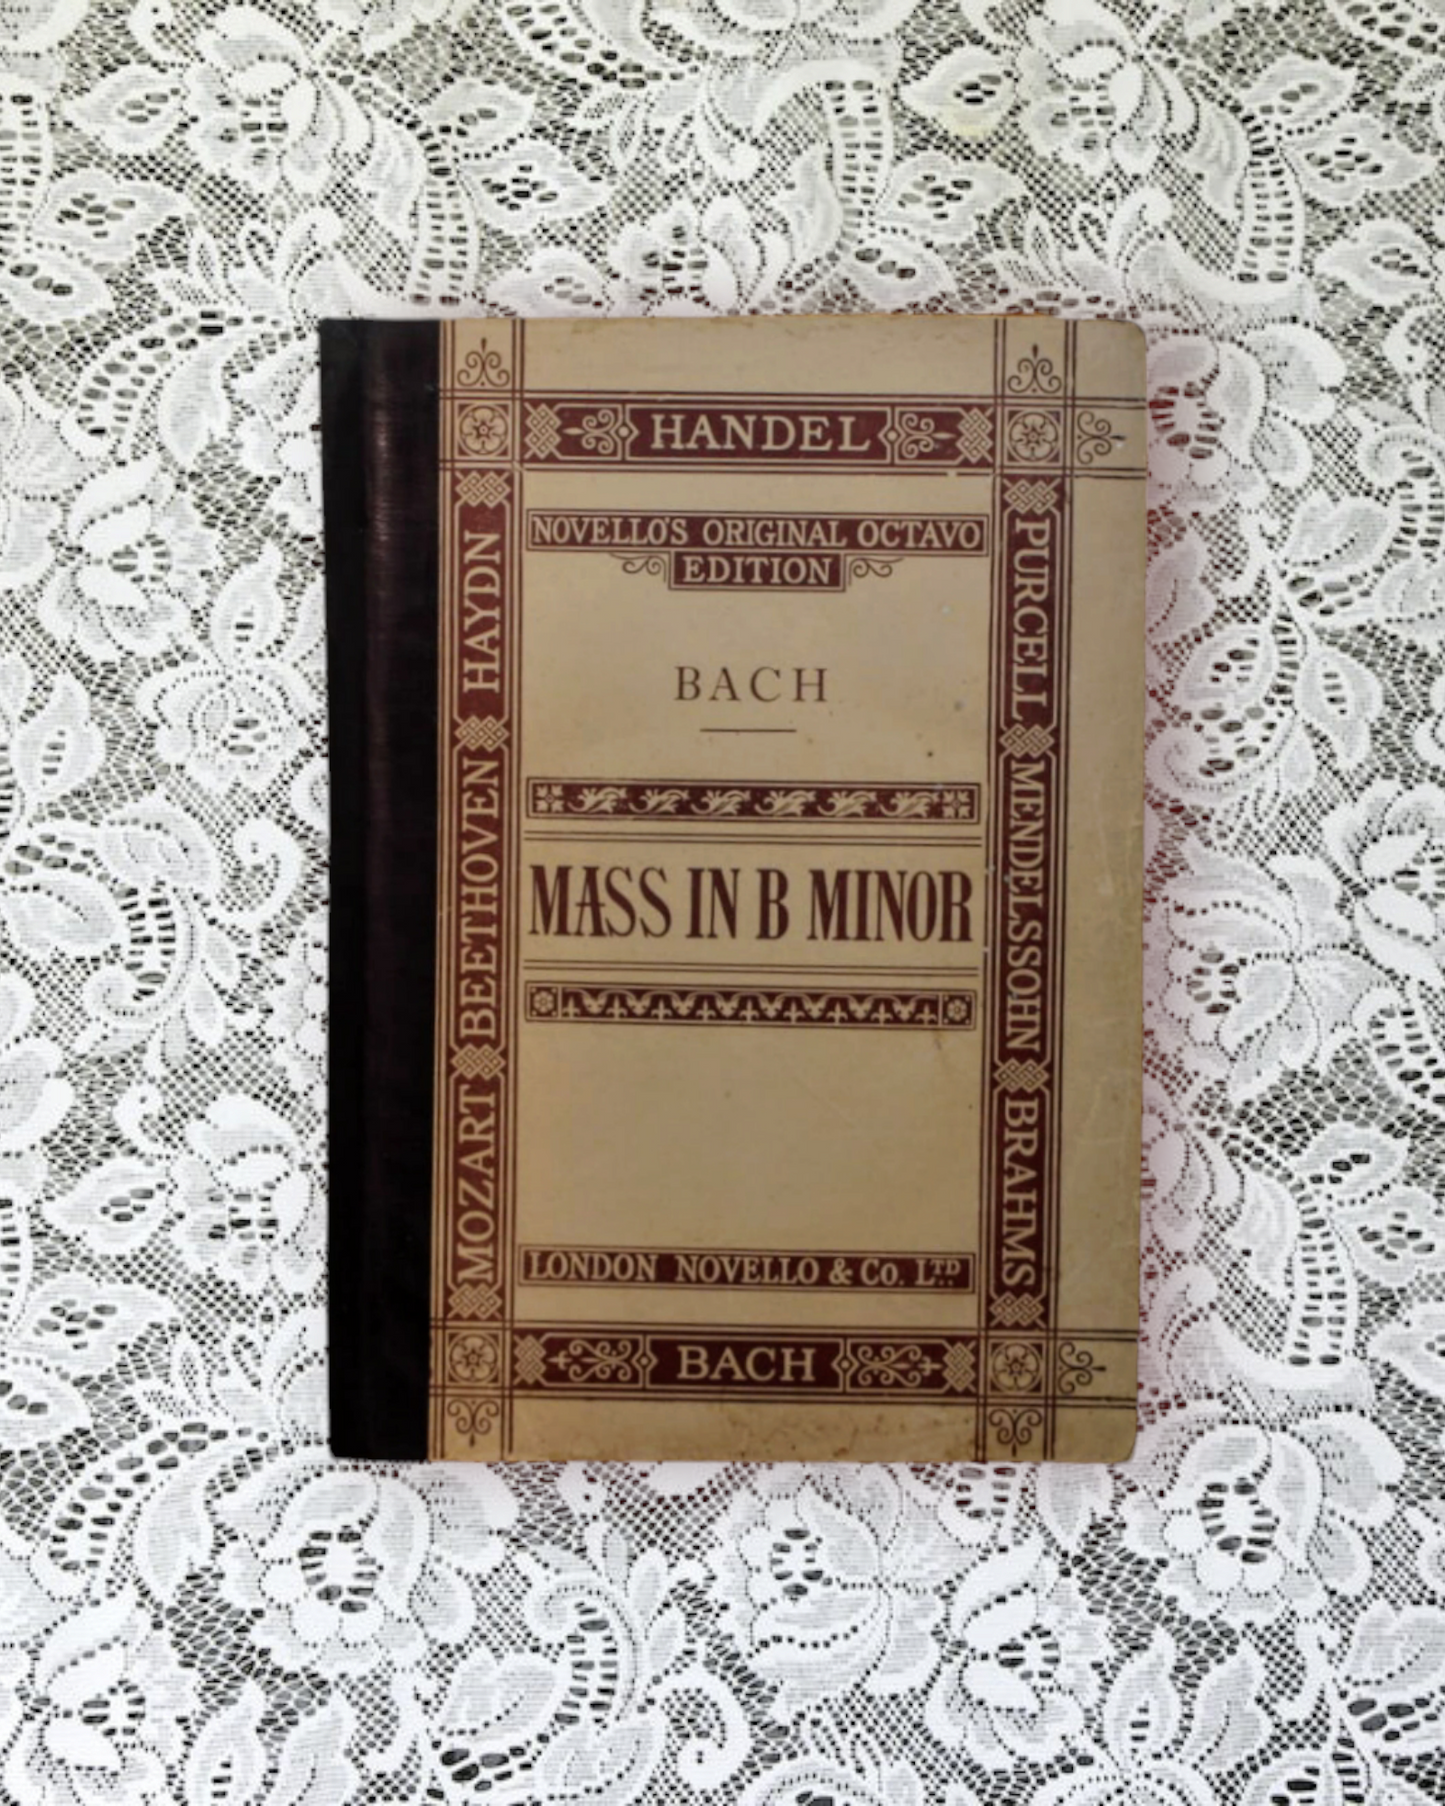 HANDEL
NOVELLO'S ORIGINAL OCTAVO
EDITION
BACH
MASS IN B MINOR
LONDON NOVELLO & CO. LTD.
BACH
MOZART BEETHOVEN HAYDN
PURCELL MENDELSSOHN BRAHMS